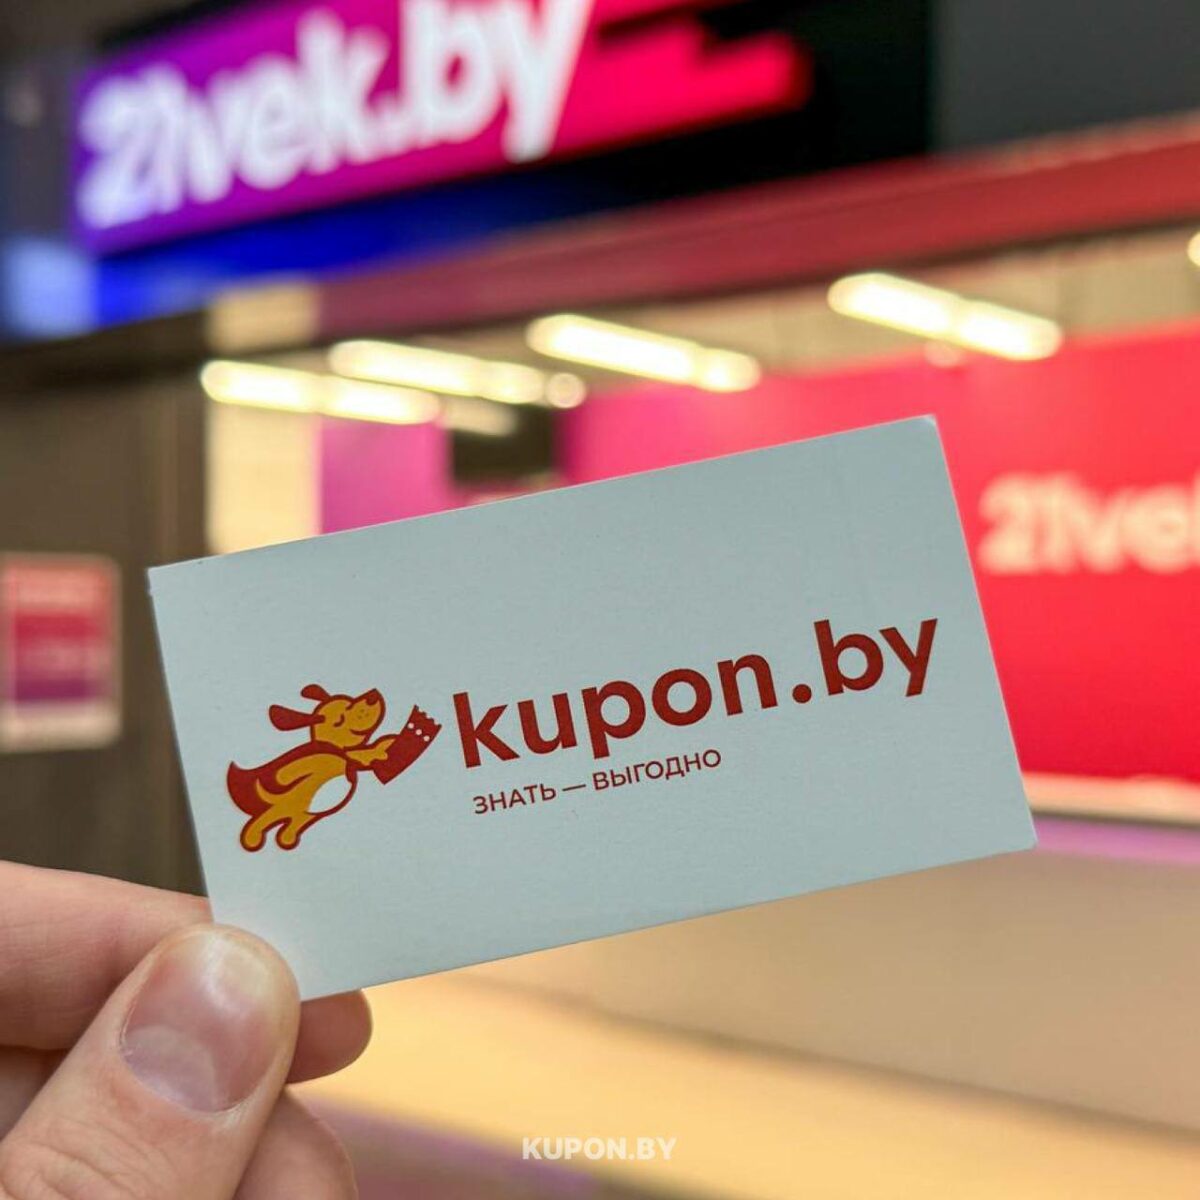 21vek.by
21vek
kupon.by
ЗНАТЬ — ВЫГОДНО
KUPON.BY